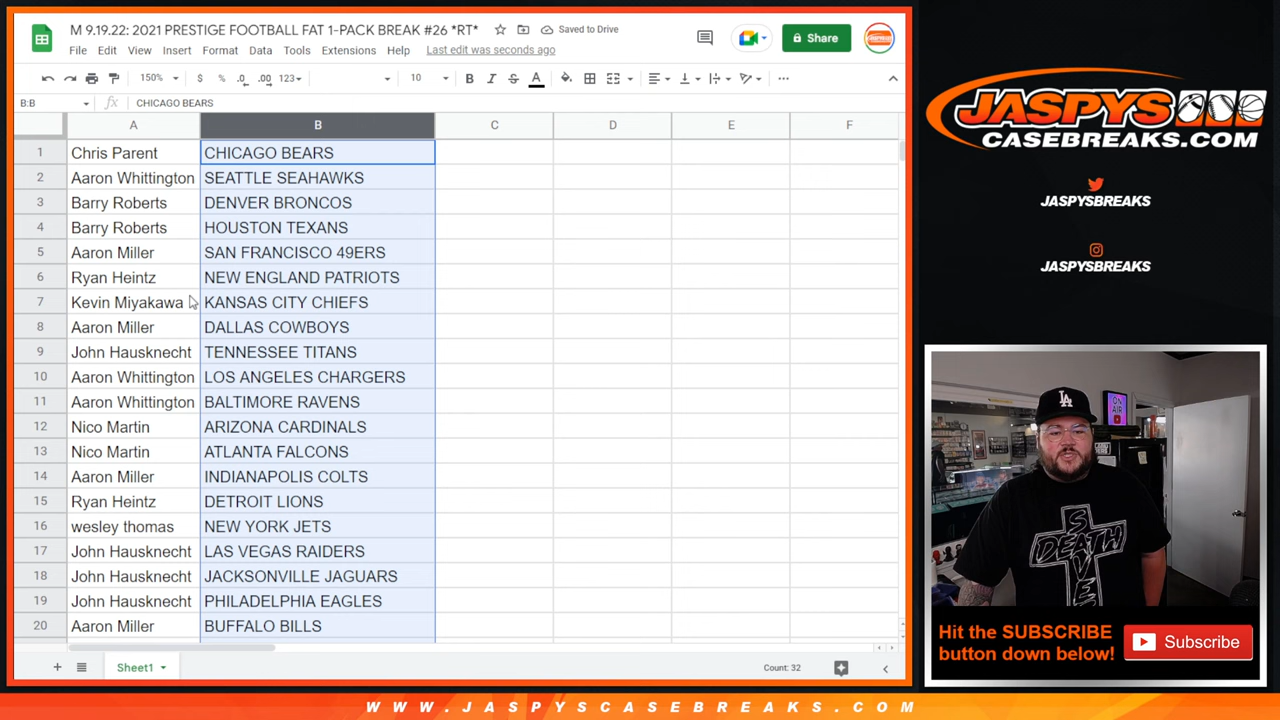 M 9.19.22: 2021 PRESTIGE FOOTBALL FAT 1-PACK BREAK #26 *RT*
Saved to Drive
File Edit View Insert Format Data Tools Extensions Help Last edit was seconds ago
Share
150% $ % .0 .00 123 10 B I S A
B:B fx CHICAGO BEARS
A B C D E F
1 Chris Parent CHICAGO BEARS
2 Aaron Whittington SEATTLE SEAHAWKS
3 Barry Roberts DENVER BRONCOS
4 Barry Roberts HOUSTON TEXANS
5 Aaron Miller SAN FRANCISCO 49ERS
6 Ryan Heintz NEW ENGLAND PATRIOTS
7 Kevin Miyakawa KANSAS CITY CHIEFS
8 Aaron Miller DALLAS COWBOYS
9 John Hausknecht TENNESSEE TITANS
10 Aaron Whittington LOS ANGELES CHARGERS
11 Aaron Whittington BALTIMORE RAVENS
12 Nico Martin ARIZONA CARDINALS
13 Nico Martin ATLANTA FALCONS
14 Aaron Miller INDIANAPOLIS COLTS
15 Ryan Heintz DETROIT LIONS
16 wesley thomas NEW YORK JETS
17 John Hausknecht LAS VEGAS RAIDERS
18 John Hausknecht JACKSONVILLE JAGUARS
19 John Hausknecht PHILADELPHIA EAGLES
20 Aaron Miller BUFFALO BILLS
Sheet1
Count: 32
JASPYS
CASEBREAKS.COM
JASPYSBREAKS
JASPYSBREAKS
LA
ON
AIR
DEATH
SAVES
Hit the SUBSCRIBE
button down below!
Subscribe
WWW.JASPYSCASEBREAKS.COM